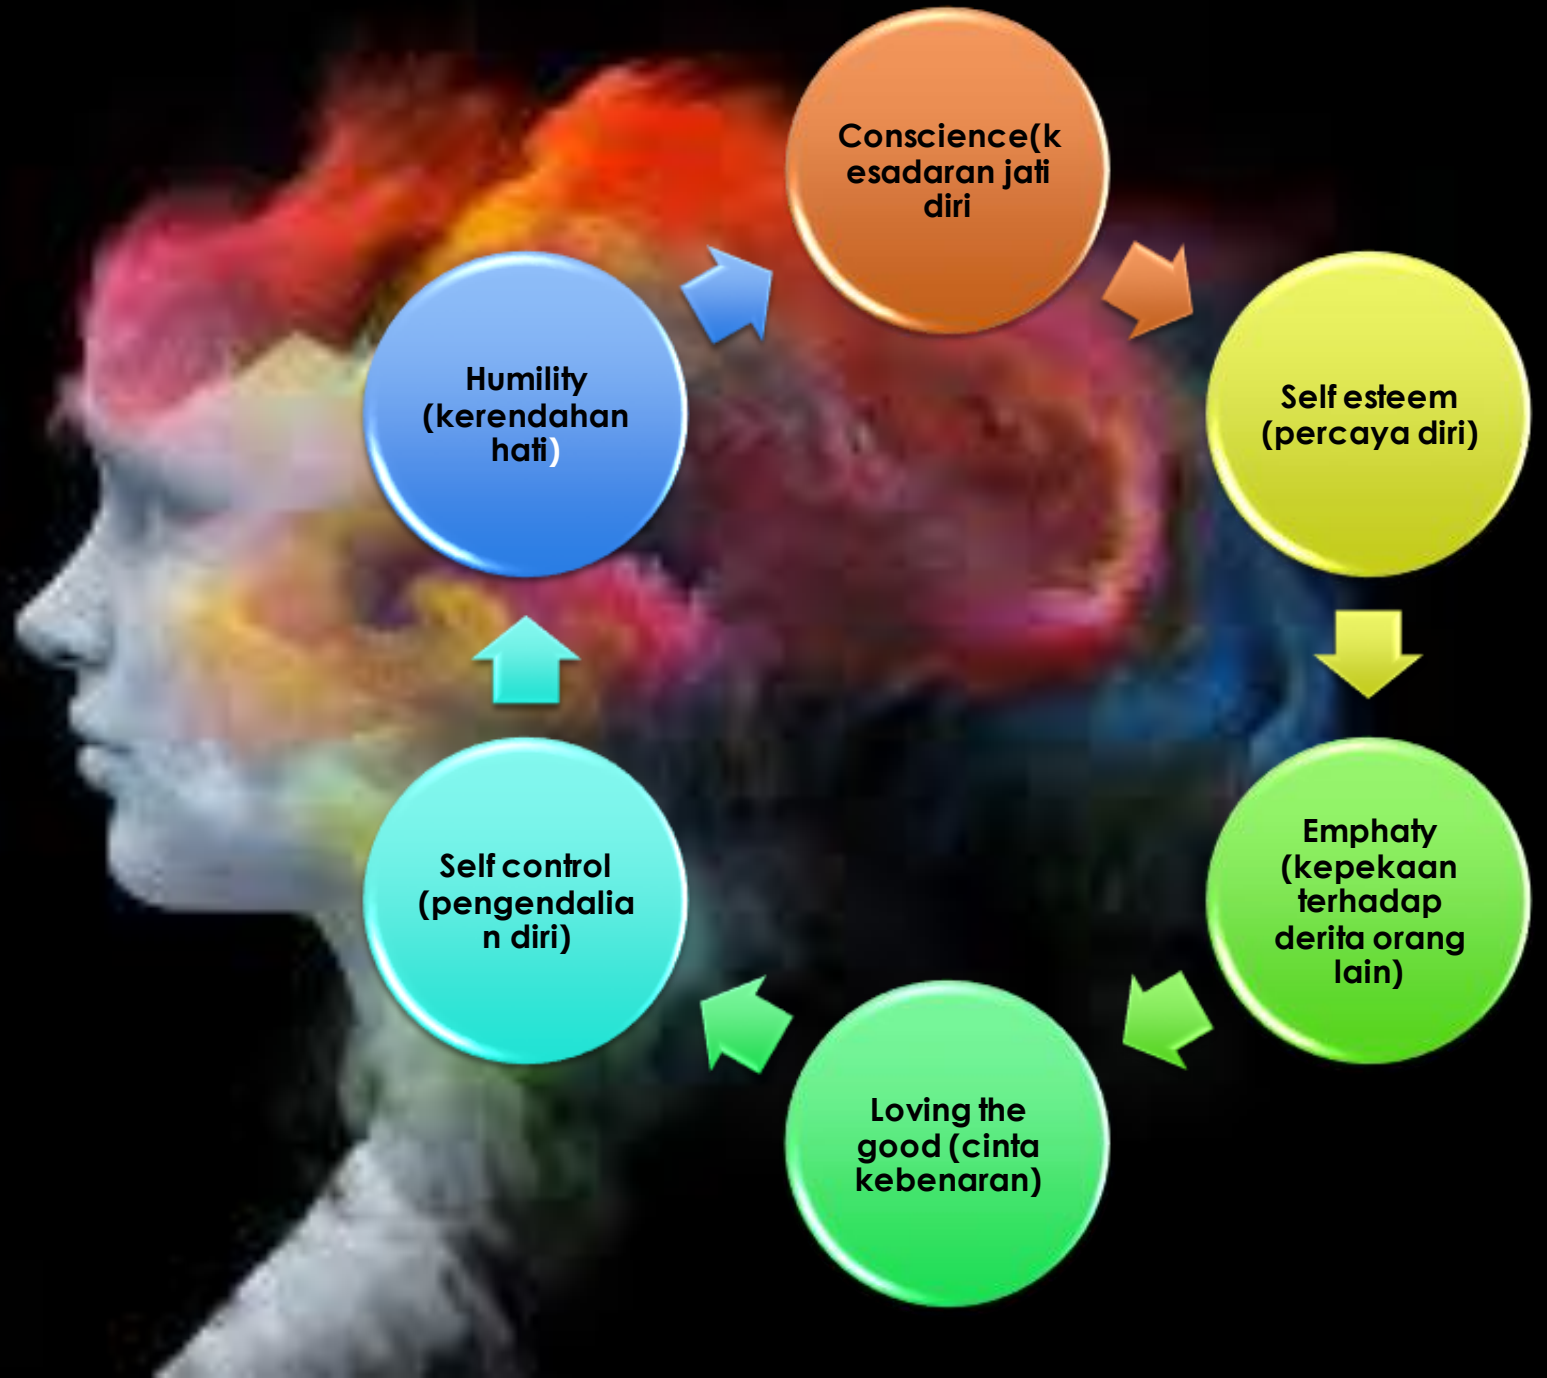 Conscience(k
esadaran jati
diri
Self esteem
(percaya diri)
Emphaty
(kepekaan
terhadap
derita orang
lain)
Loving the
good (cinta
kebenaran)
Self control
(pengendalia
n diri)
Humility
(kerendahan
hati)